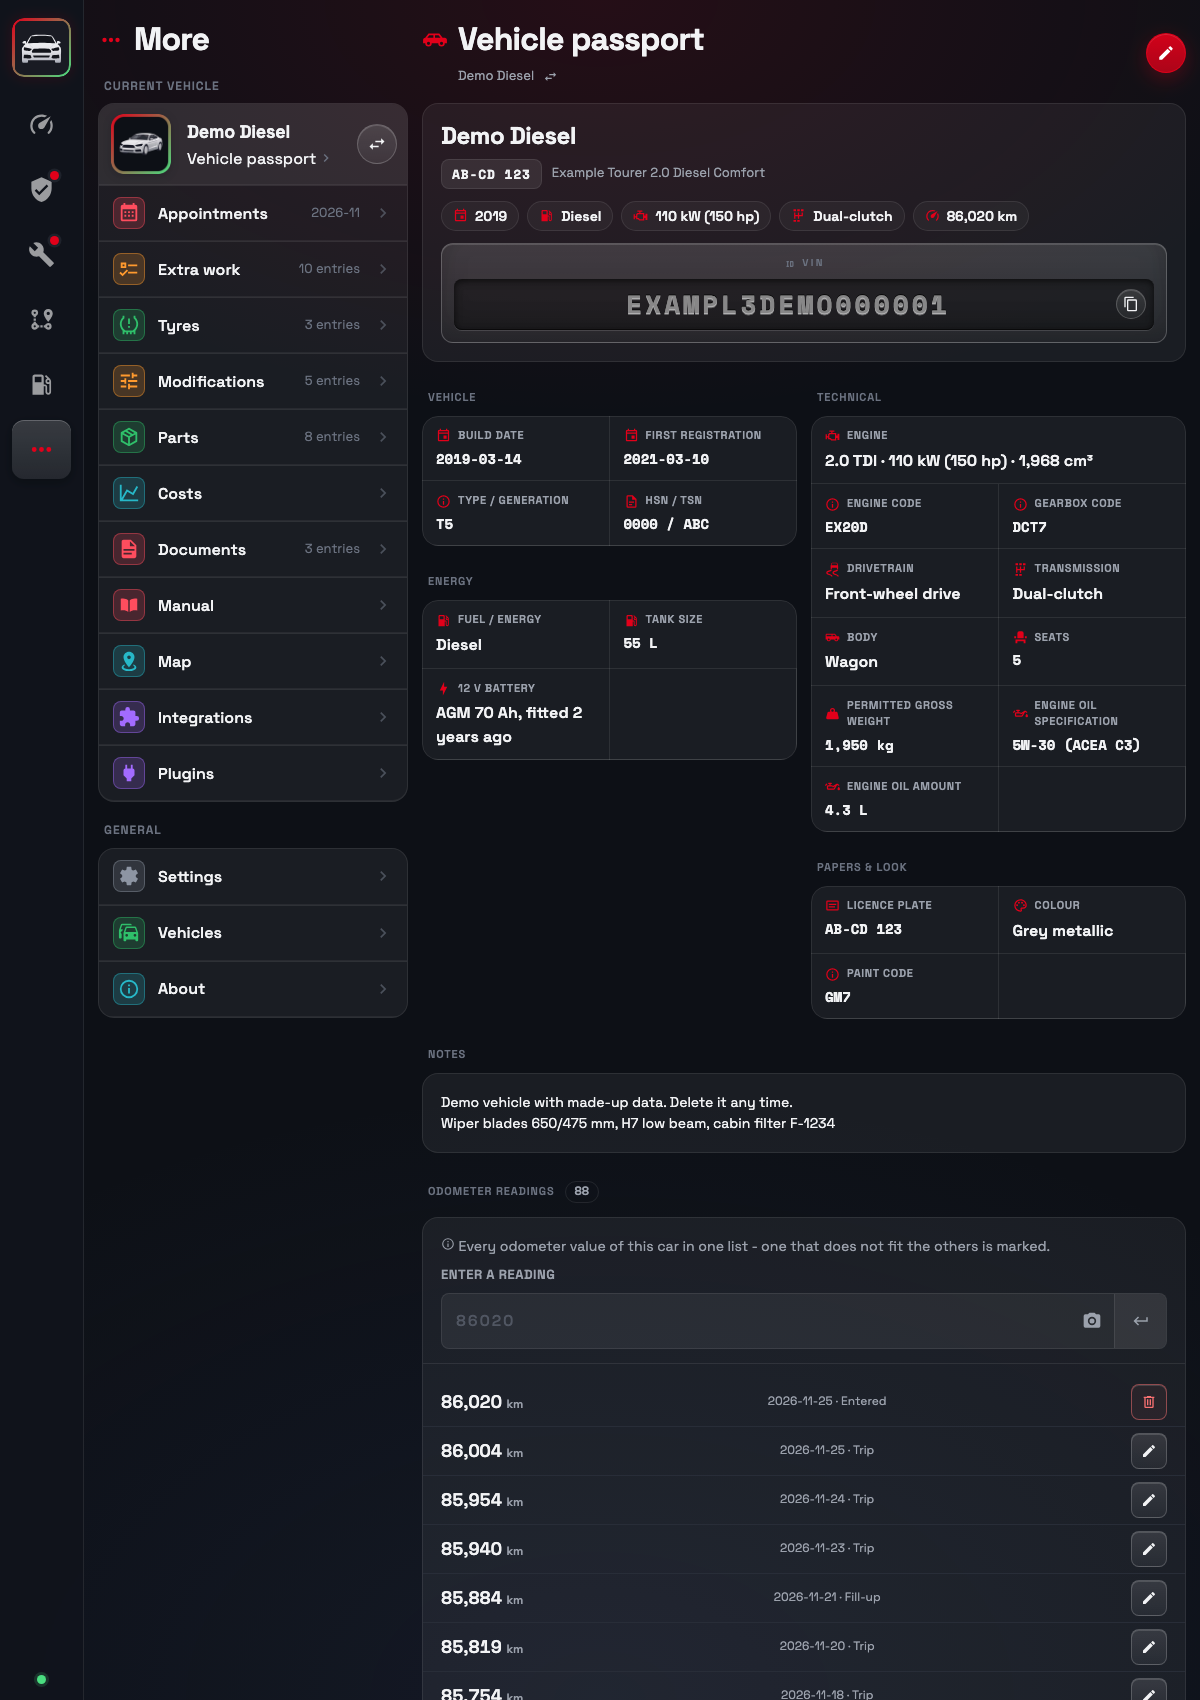 More
CURRENT VEHICLE
Demo Diesel
Vehicle passport
Appointments 2026-11
Extra work 10 entries
Tyres 3 entries
Modifications 5 entries
Parts 8 entries
Costs
Documents 3 entries
Manual
Map
Integrations
Plugins
GENERAL
Settings
Vehicles
About
Vehicle passport
Demo Diesel
Demo Diesel
AB-CD 123 Example Tourer 2.0 Diesel Comfort
2019 Diesel 110 kW (150 hp) Dual-clutch 86,020 km
VIN
EXAMPL3DEMO000001
VEHICLE
BUILD DATE FIRST REGISTRATION
2019-03-14 2021-03-10
TYPE / GENERATION HSN / TSN
T5 0000 / ABC
ENERGY
FUEL / ENERGY TANK SIZE
Diesel 55 L
12 V BATTERY
AGM 70 Ah, fitted 2
years ago
TECHNICAL
ENGINE
2.0 TDI · 110 kW (150 hp) · 1,968 cm³
ENGINE CODE GEARBOX CODE
EX20D DCT7
DRIVETRAIN TRANSMISSION
Front-wheel drive Dual-clutch
BODY SEATS
Wagon 5
PERMITTED GROSS ENGINE OIL
WEIGHT SPECIFICATION
1,950 kg 5W-30 (ACEA C3)
ENGINE OIL AMOUNT
4.3 L
PAPERS & LOOK
LICENCE PLATE COLOUR
AB-CD 123 Grey metallic
PAINT CODE
GM7
NOTES
Demo vehicle with made-up data. Delete it any time.
Wiper blades 650/475 mm, H7 low beam, cabin filter F-1234
ODOMETER READINGS 88
Every odometer value of this car in one list - one that does not fit the others is marked.
ENTER A READING
86020
86,020 km 2026-11-25 · Entered
86,004 km 2026-11-25 · Trip
85,954 km 2026-11-24 · Trip
85,940 km 2026-11-23 · Trip
85,884 km 2026-11-21 · Fill-up
85,819 km 2026-11-20 · Trip
85,754 km 2026-11-18 · Trip